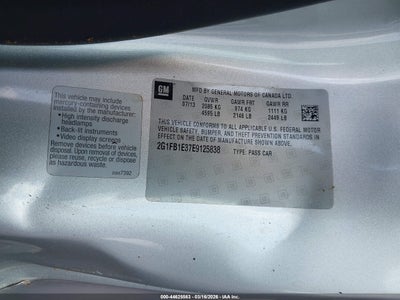 This vehicle may include
mercury-containing devices
installed by the manufacturer:
• High intensity discharge
headlamps
• Back-lit instruments
• Video display screens
Remove devices before
vehicle disposal.
Upon removal of devices,
please reuse, recycle or dispose
as hazardous waste.
GM
MFD BY GENERAL MOTORS OF CANADA LTD.
DATE GVWR GAWR FRT GAWR RR
07/13 2085 KG 974 KG 1111 KG
4595 LB 2146 LB 2449 LB
THIS VEHICLE CONFORMS TO ALL APPLICABLE U.S. FEDERAL MOTOR
VEHICLE SAFETY, BUMPER, AND THEFT PREVENTION STANDARDS IN
EFFECT ON THE DATE OF MANUFACTURE SHOWN ABOVE.
2G1FB1E37E9125838 TYPE: PASS CAR
000-44625563 - 03/16/2026 - IAA Inc.